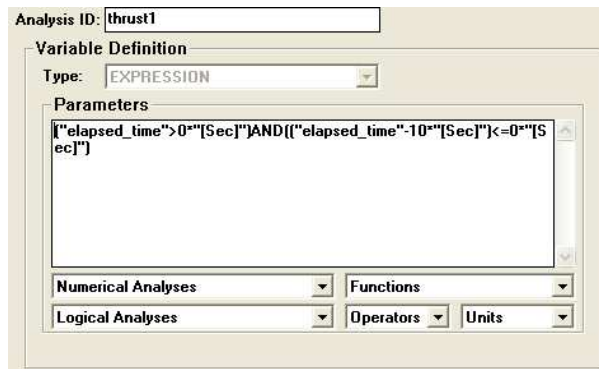 Analysis ID: thrust1
Variable Definition
Type: EXPRESSION
Parameters
("elapsed_time">0*"[Sec]")AND(("elapsed_time"-10*"[Sec]")<=0*"[S
ec]")
Numerical Analyses Functions
Logical Analyses Operators Units